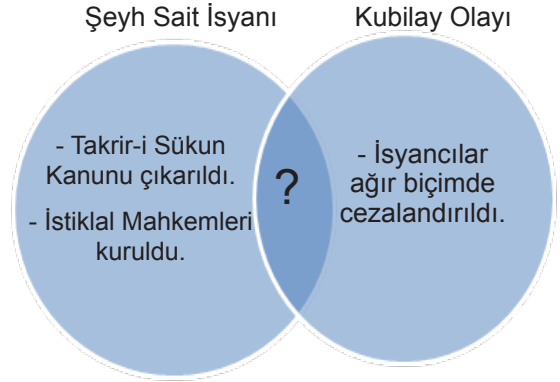 Şeyh Sait İsyanı
Kubilay Olayı
- Takrir-i Sükun
Kanunu çıkarıldı.
- İstiklal Mahkemleri
kuruldu.
?
- İsyancılar
ağır biçimde
cezalandırıldı.